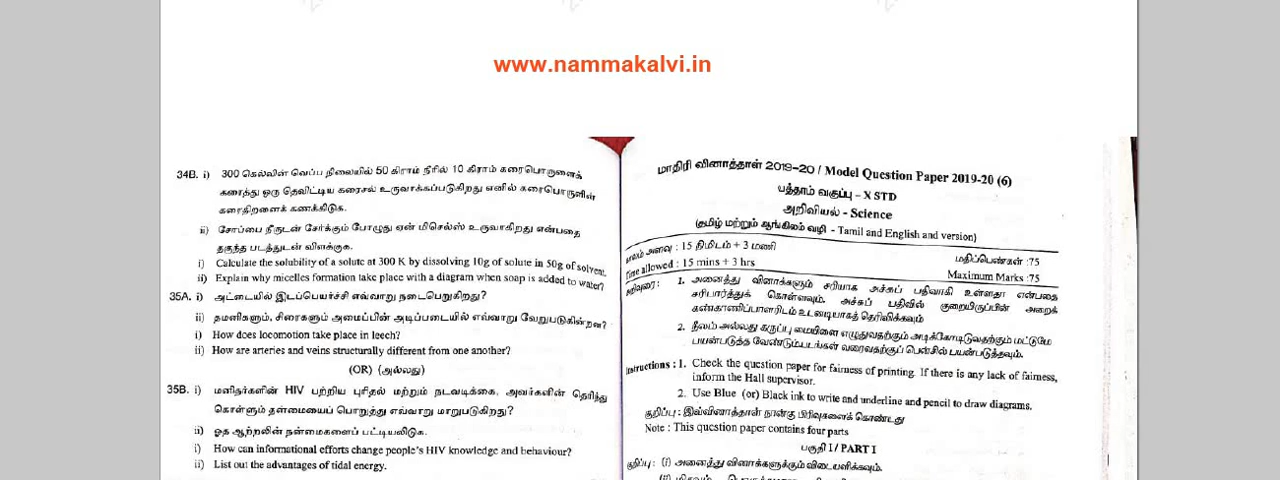 www.nammakalvi.in
34B. i) 300 கெல்வின் வெப்ப நிலையில் 50 கிராம் நீரில் 10 கிராம் கரைபொருளைக்
கரைத்து ஒரு தெவிட்டிய கரைசல் உருவாக்கப்படுகிறது எனில் கரைபொருளின்
கரைதிறனைக் கணக்கிடுக.
ii) சோப்பை நீருடன் சேர்க்கும் போழுது ஏன் மிசெல்ஸ் உருவாகிறது என்பதை
தகுந்த படத்துடன் விளக்குக.
i) Calculate the solubility of a solute at 300 K by dissolving 10g of solute in 50g of solvent.
ii) Explain why micelles formation take place with a diagram when soap is added to water?
35A. i) அட்டையில் இடப்பெயர்ச்சி எவ்வாறு நடைபெறுகிறது?
ii) தமனிகளும், சிரைகளும் அமைப்பின் அடிப்படையில் எவ்வாறு வேறுபடுகின்றன?
i) How does locomotion take place in leech?
ii) How are arteries and veins structurally different from one another?
(OR) (அல்லது)
35B. i) மனிதர்களின் HIV பற்றிய புரிதல் மற்றும் நடவடிக்கை, அவர்களின் தெரிந்து
கொள்ளும் தன்மையைப் பொறுத்து எவ்வாறு மாறுபடுகிறது?
ii) ஓத ஆற்றலின் நன்மைகளைப் பட்டியலிடுக.
i) How can informational efforts change people's HIV knowledge and behaviour?
ii) List out the advantages of tidal energy.
மாதிரி வினாத்தாள் 2019-20 / Model Question Paper 2019-20 (6)
பத்தாம் வகுப்பு – X STD
அறிவியல் - Science
(தமிழ் மற்றும் ஆங்கிலம் வழி - Tamil and English and version)
காலம் அளவு : 15 நிமிடம் + 3 மணி மதிப்பெண்கள் :75
Time allowed : 15 mins + 3 hrs Maximum Marks :75
அறிவுரை : 1. அனைத்து வினாக்களும் சரியாக அச்சுப் பதிவாகி உள்ளதா என்பதை
சரிபார்த்துக் கொள்ளவும். அச்சுப் பதிவில் குறையிருப்பின் அறைக்
கண்காணிப்பாளரிடம் உடனடியாகத் தெரிவிக்கவும்
2. நீலம் அல்லது கருப்பு மையினை எழுதுவதற்கும் அடிக்கோடிடுவதற்கும் மட்டுமே
பயன்படுத்த வேண்டும்படங்கள் வரைவதற்குப் பென்சில் பயன்படுத்தவும்.
Instructions : 1. Check the question paper for fairness of printing. If there is any lack of fairness,
inform the Hall supervisor.
2. Use Blue (or) Black ink to write and underline and pencil to draw diagrams.
குறிப்பு : இவ்வினாத்தாள் நான்கு பிரிவுகளைக் கொண்டது
Note : This question paper contains four parts
பகுதி I / PART I
குறிப்பு : (i) அனைத்து வினாக்களுக்கும் விடையளிக்கவும்.